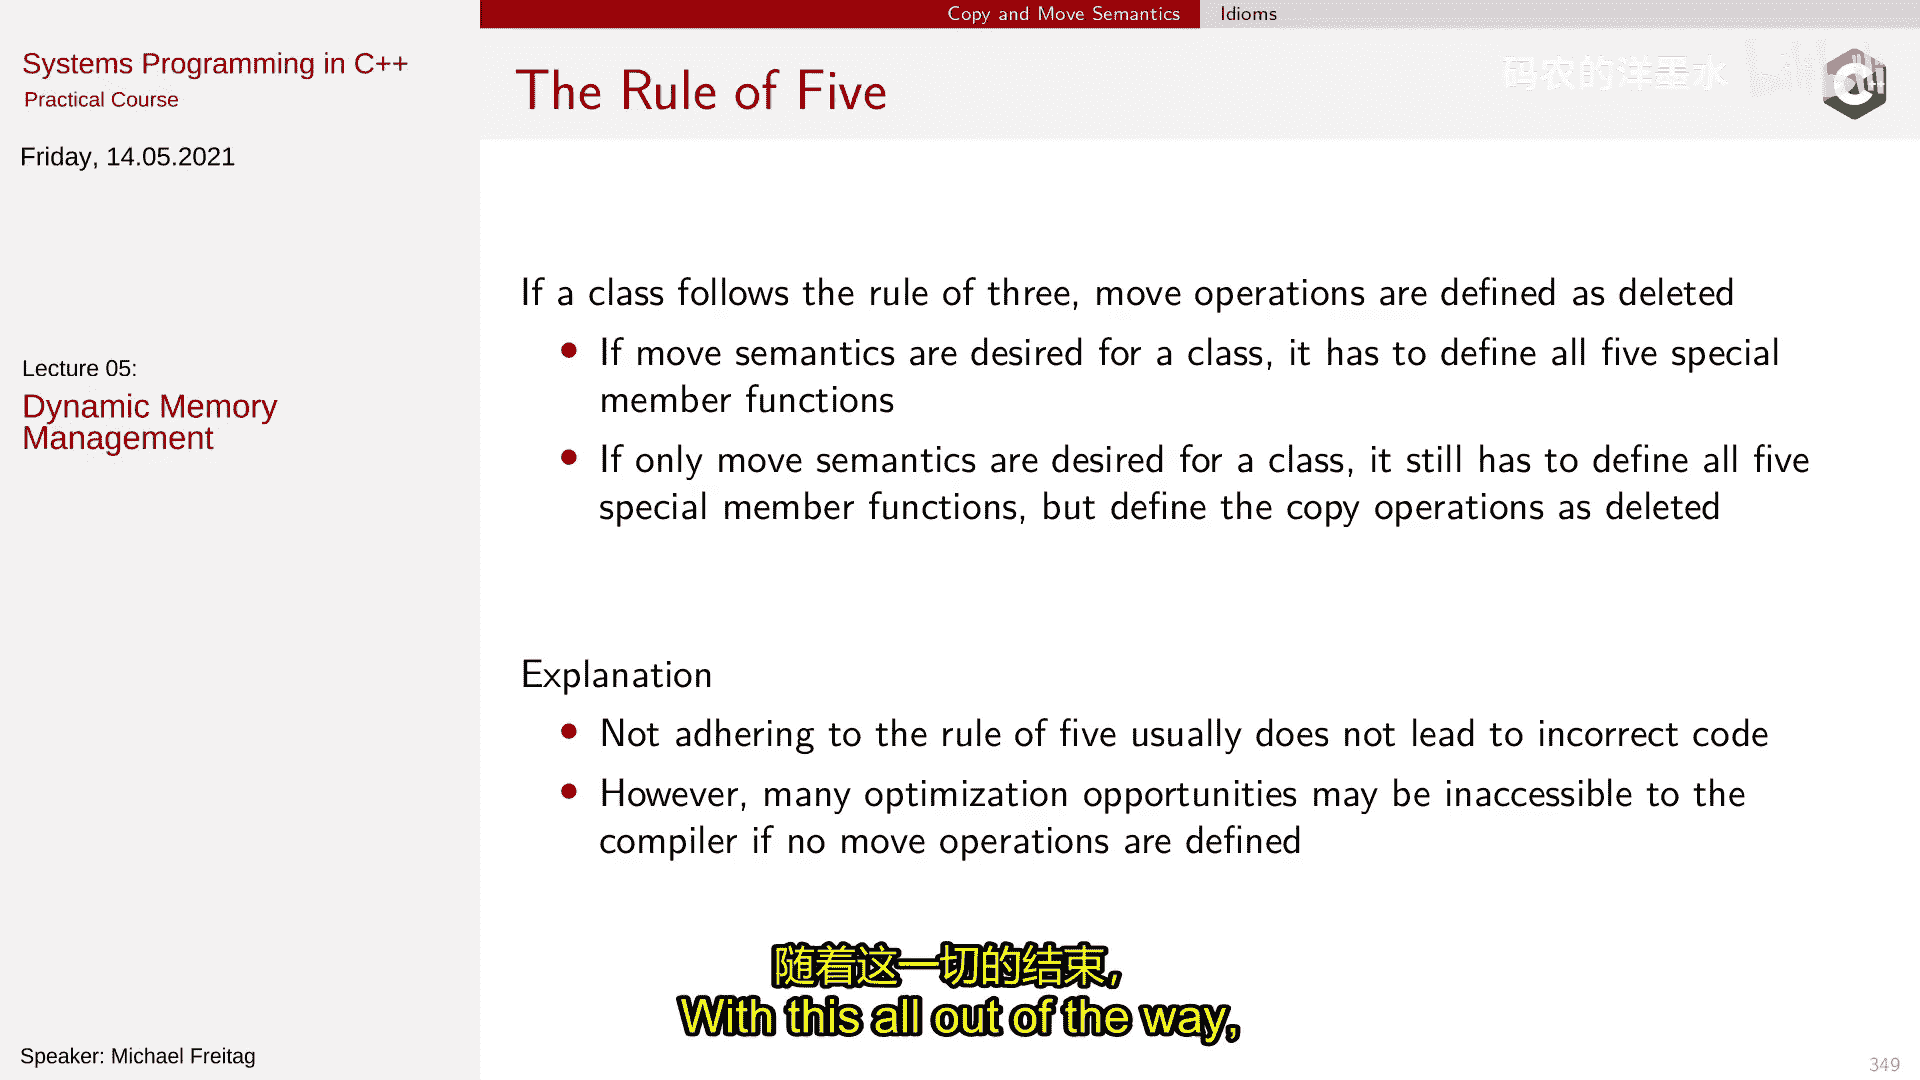 Copy and Move Semantics
Idioms
Systems Programming in C++
Practical Course
Friday, 14.05.2021
Lecture 05:
Dynamic Memory
Management
Speaker: Michael Freitag
The Rule of Five
码农的洋墨水
If a class follows the rule of three, move operations are defined as deleted
If move semantics are desired for a class, it has to define all five special
member functions
If only move semantics are desired for a class, it still has to define all five
special member functions, but define the copy operations as deleted
Explanation
Not adhering to the rule of five usually does not lead to incorrect code
However, many optimization opportunities may be inaccessible to the
compiler if no move operations are defined
随着这一切的结束,
With this all out of the way,
349